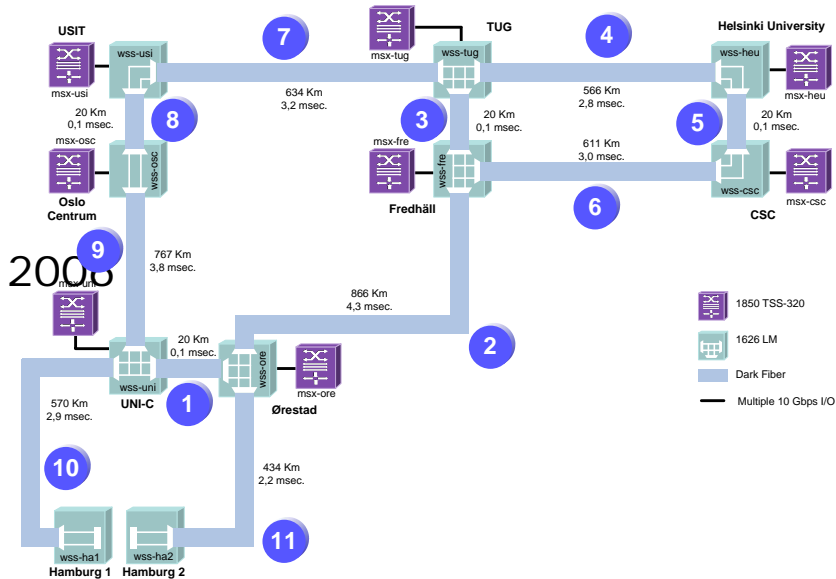 USIT
7
TUG
4
Helsinki University
wss-usi
msx-usi
msx-tug
wss-tug
wss-heu
msx-heu
634 Km
3,2 msec.
566 Km
2,8 msec.
20 Km
0,1 msec.
8
3
20 Km
0,1 msec.
5
20 Km
0,1 msec.
msx-osc
wss-osc
Oslo
Centrum
msx-fre
wss-fre
Fredhäll
611 Km
3,0 msec.
6
wss-csc
msx-csc
CSC
9
767 Km
3,8 msec.
2006
msx-uni
866 Km
4,3 msec.
2
20 Km
0,1 msec.
wss-uni
UNI-C
1
wss-ore
msx-ore
Ørestad
1850 TSS-320
1626 LM
Dark Fiber
Multiple 10 Gbps I/O
570 Km
2,9 msec.
10
434 Km
2,2 msec.
11
wss-ha1
Hamburg 1
wss-ha2
Hamburg 2